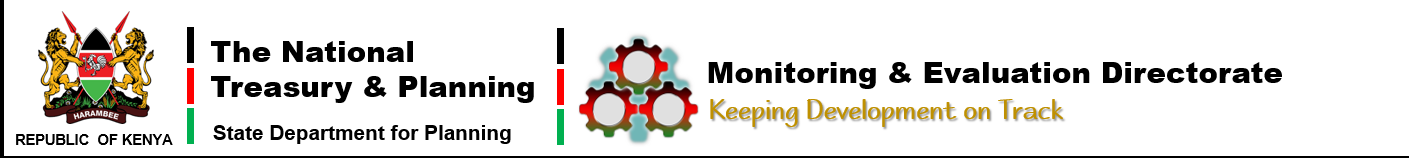 HARAMBEE
REPUBLIC OF KENYA
The National
Treasury & Planning
State Department for Planning
Monitoring & Evaluation Directorate
Keeping Development on Track